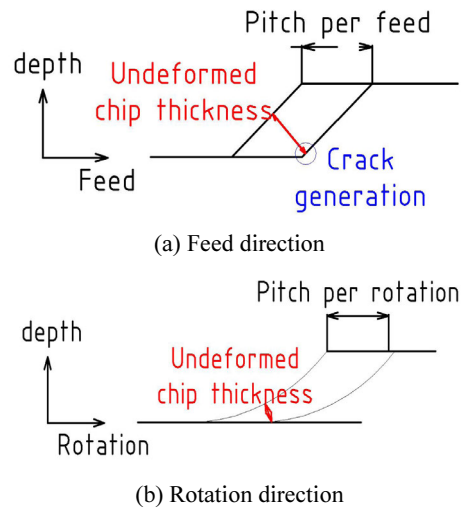 Pitch per feed
depth
Undeformed
chip thickness
Feed
Crack
generation
(a) Feed direction
Pitch per rotation
depth
Undeformed
chip thickness
Rotation
(b) Rotation direction